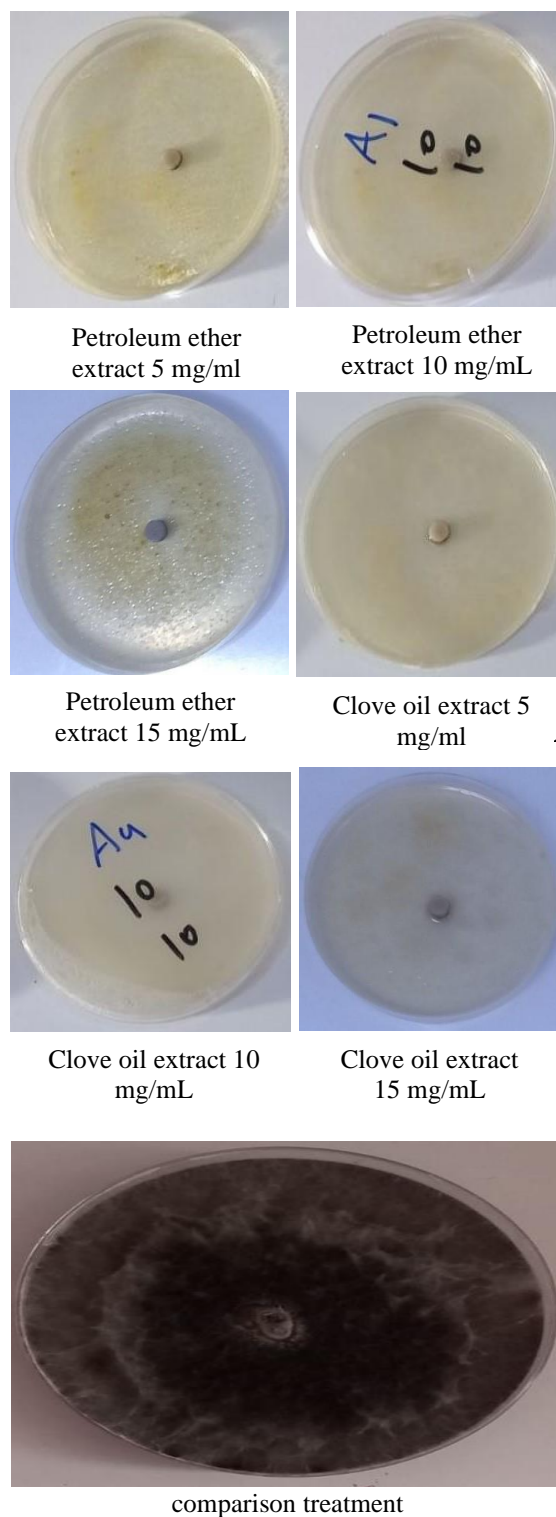 A1
10 10
Petroleum ether
extract 5 mg/ml
Petroleum ether
extract 10 mg/mL
Petroleum ether
extract 15 mg/mL
Clove oil extract 5
mg/ml
Au
10
10
Clove oil extract 10
mg/mL
Clove oil extract
15 mg/mL
comparison treatment